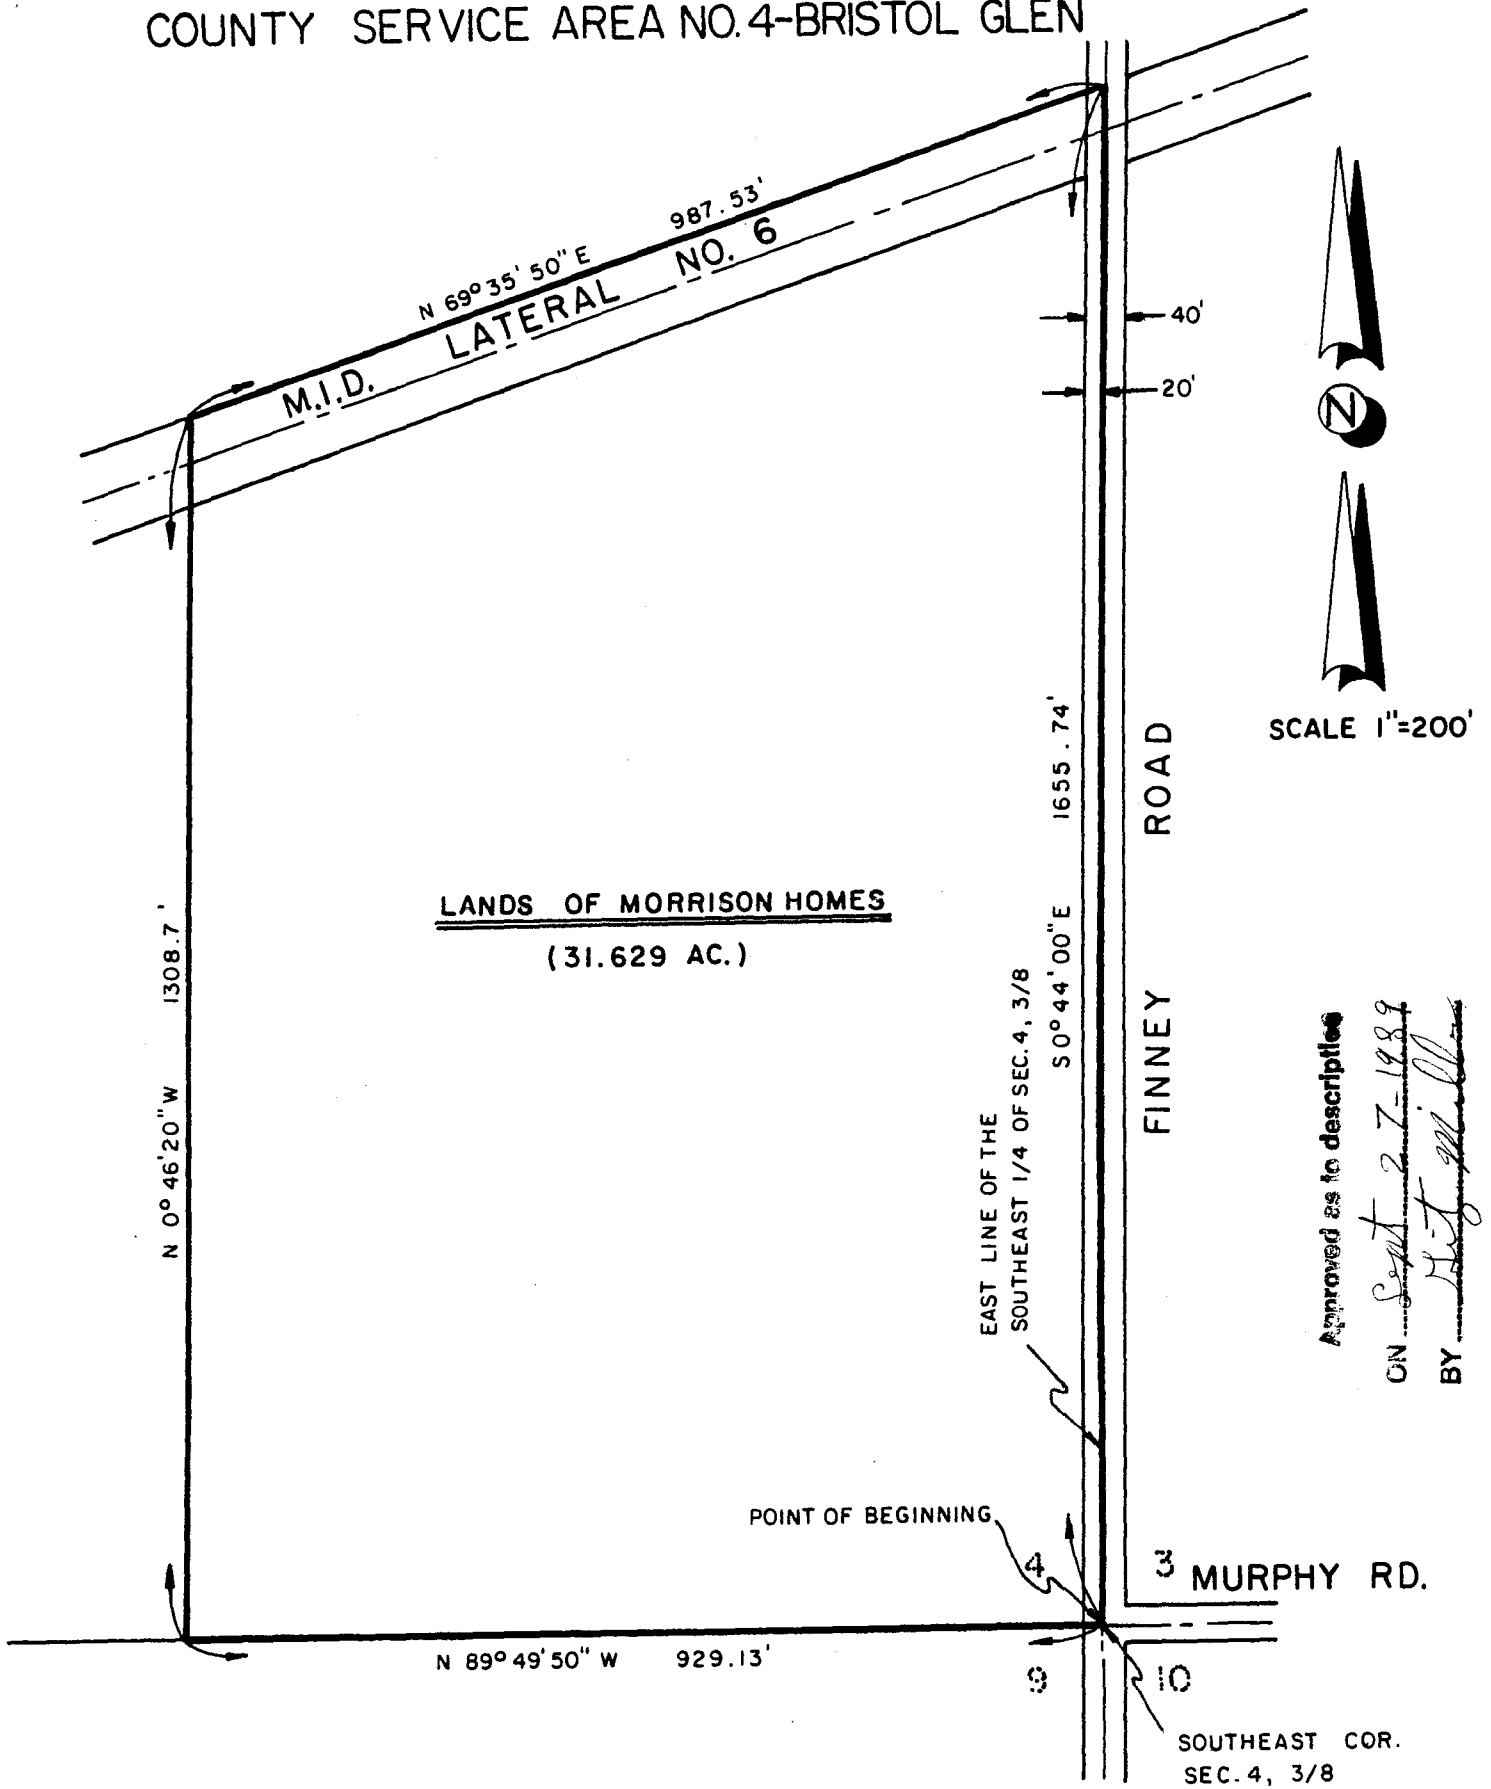 COUNTY SERVICE AREA NO. 4-BRISTOL GLEN
N 69° 35' 50" E 987.53'
M.I.D. LATERAL NO. 6
40'
20'
N
SCALE 1"=200'
N 0° 46' 20" W 1308.7'
LANDS OF MORRISON HOMES
(31.629 AC.)
S 0° 44' 00" E 1655.74'
EAST LINE OF THE
SOUTHEAST 1/4 OF SEC. 4, 3/8
FINNEY ROAD
Approved as to description
ON Sept 27-1989
BY
POINT OF BEGINNING
4
3
MURPHY RD.
N 89° 49' 50" W 929.13'
9
10
SOUTHEAST COR.
SEC. 4, 3/8